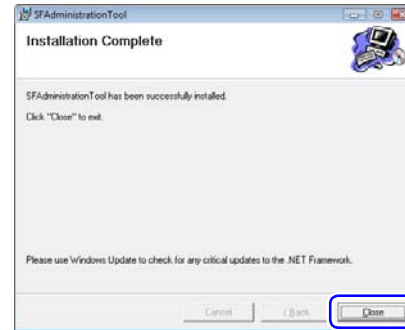 SFAdministrationTool
Installation Complete
SFAdministrationTool has been successfully installed.
Click "Close" to exit.
Please use Windows Update to check for any critical updates to the .NET Framework.
Cancel < Back Close